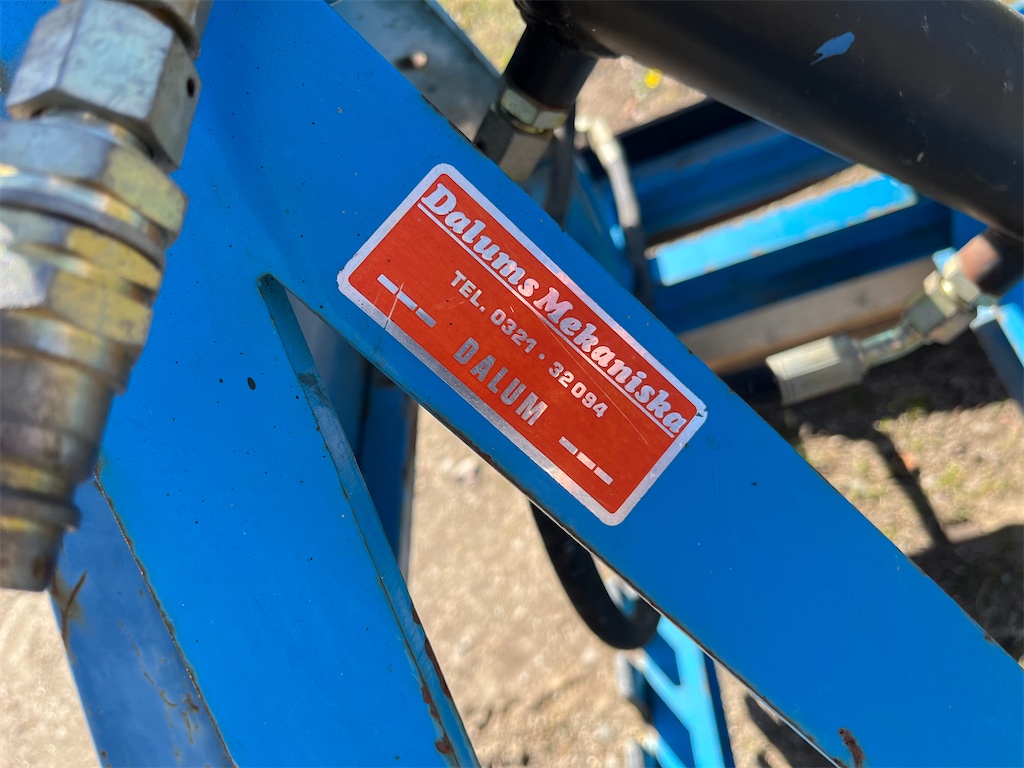 Dalums Mekaniska
TEL. 0321 · 32094
DALUM